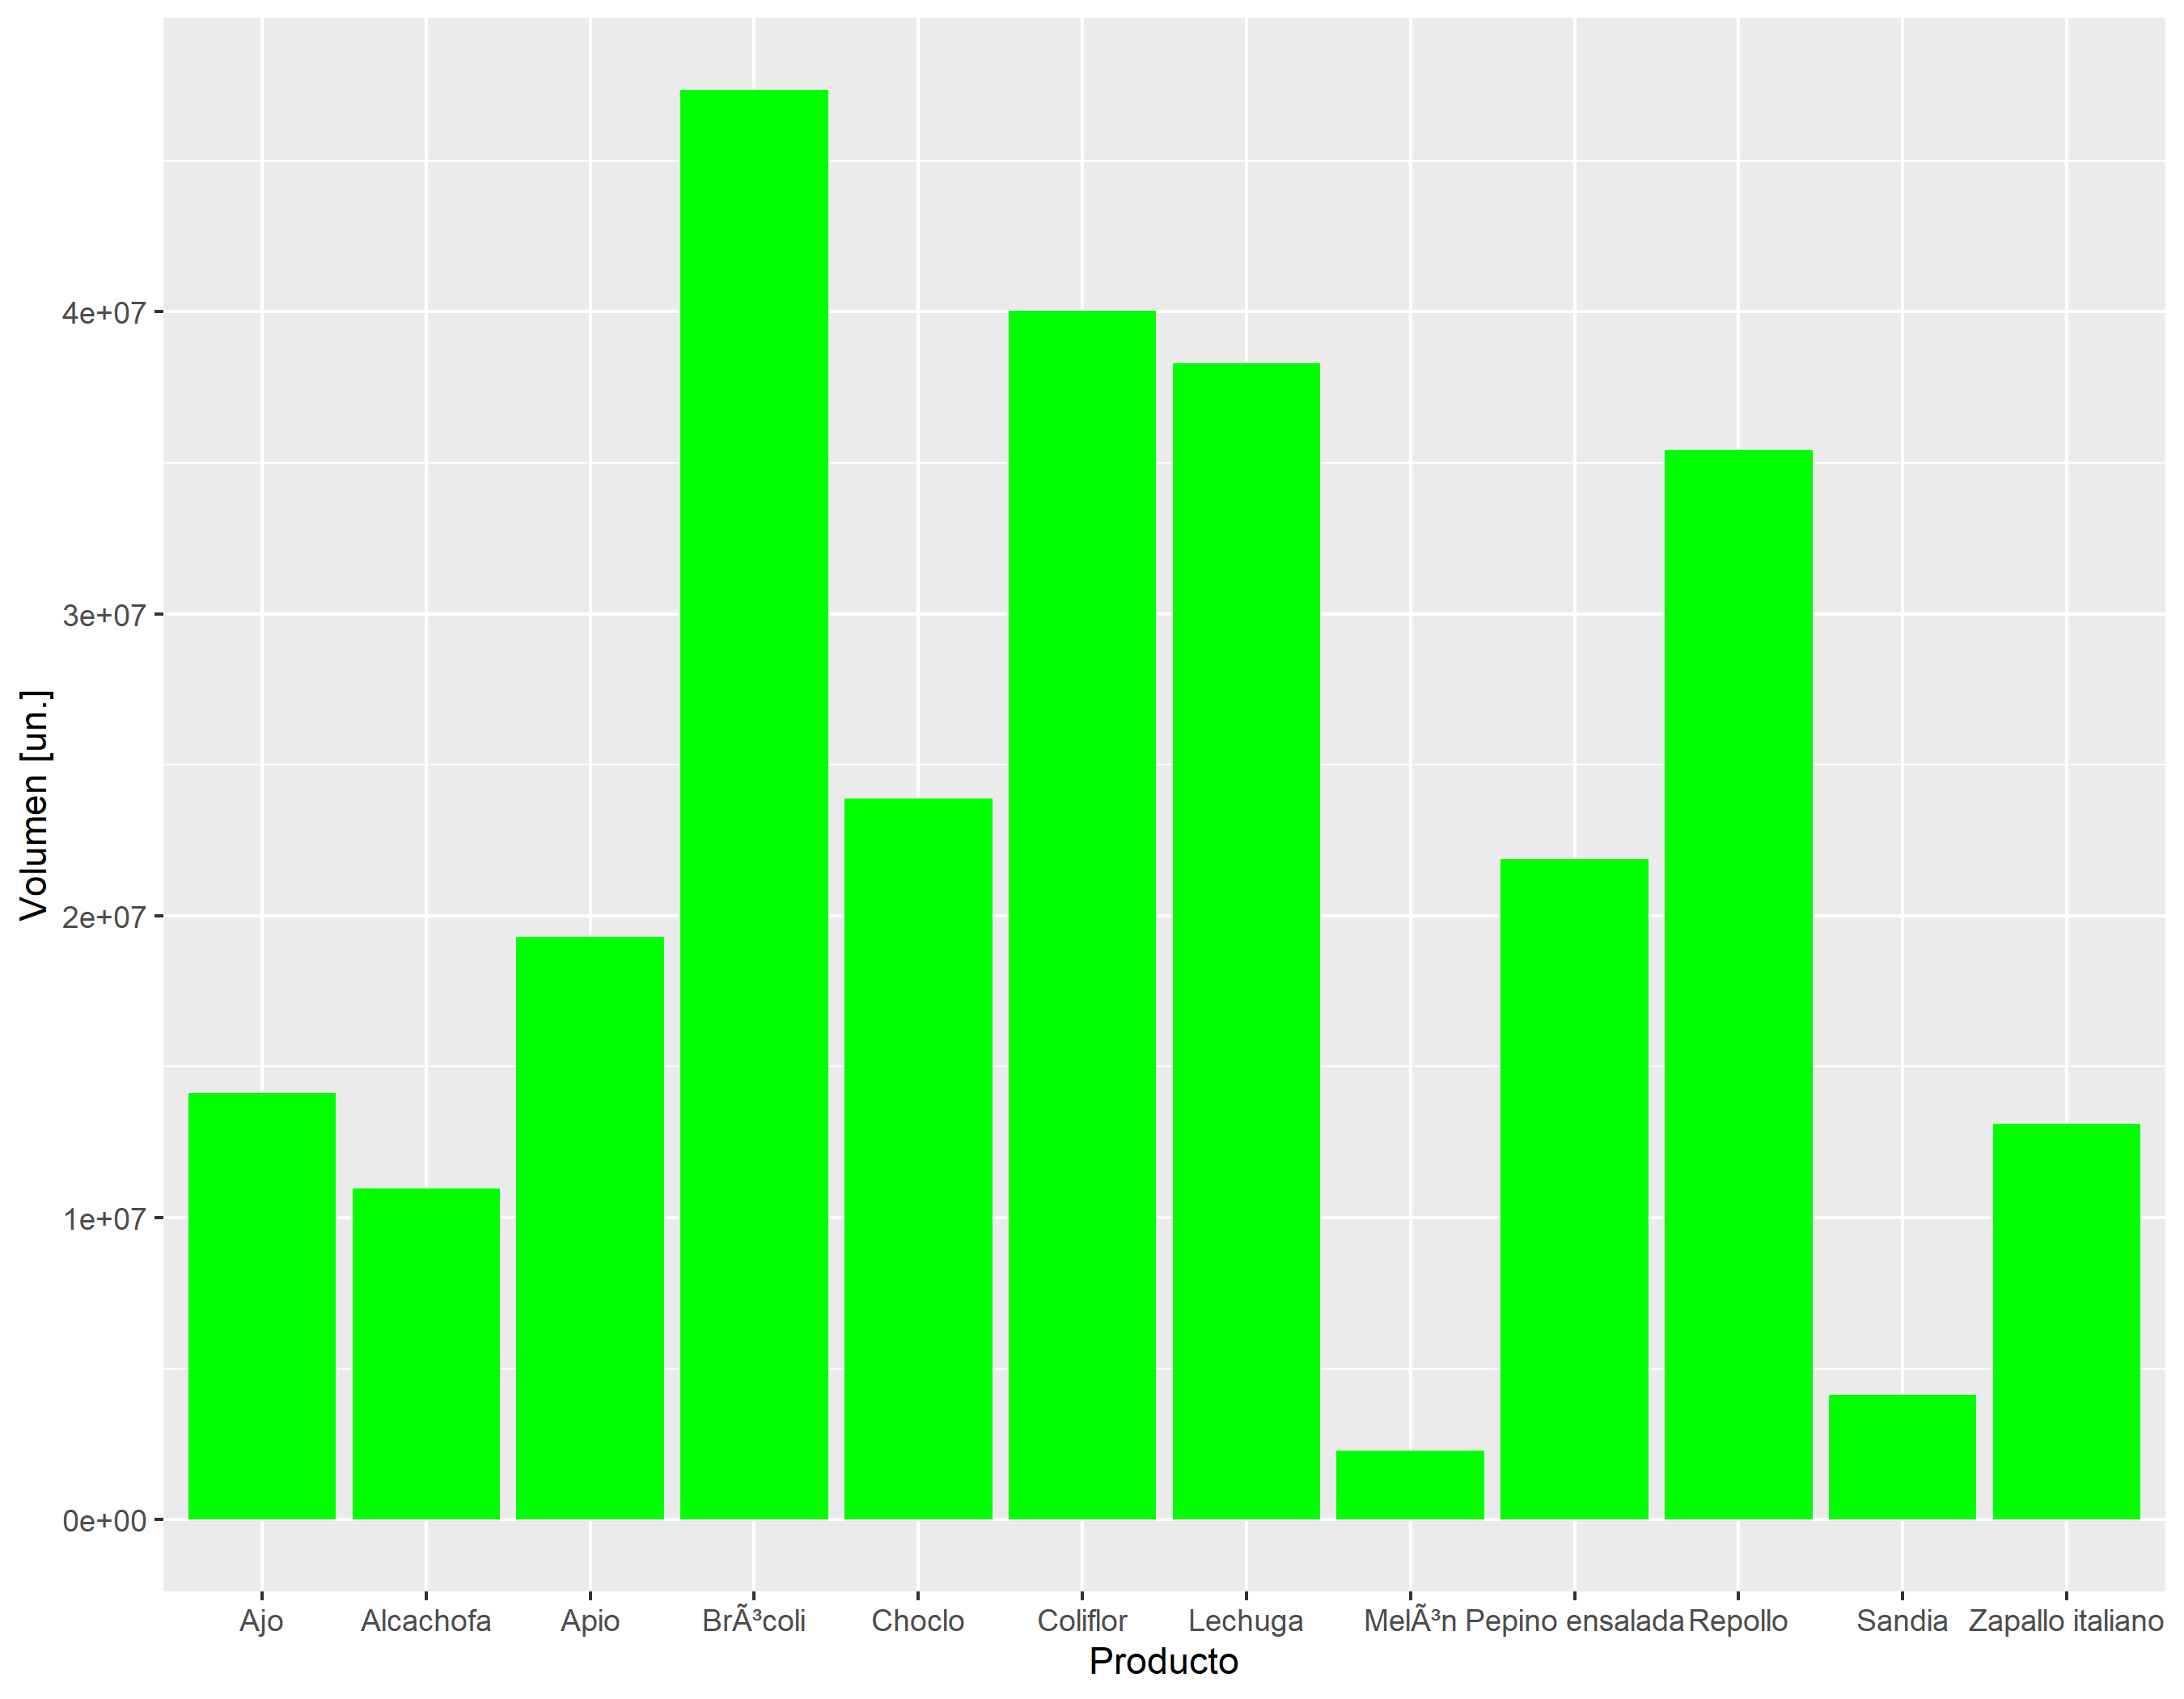 Volumen [un.]
4e+07
3e+07
2e+07
1e+07
0e+00
Ajo Alcachofa Apio BrÃ³coli Choclo Coliflor Lechuga MelÃ³n Pepino ensalada Repollo Sandia Zapallo italiano
Producto